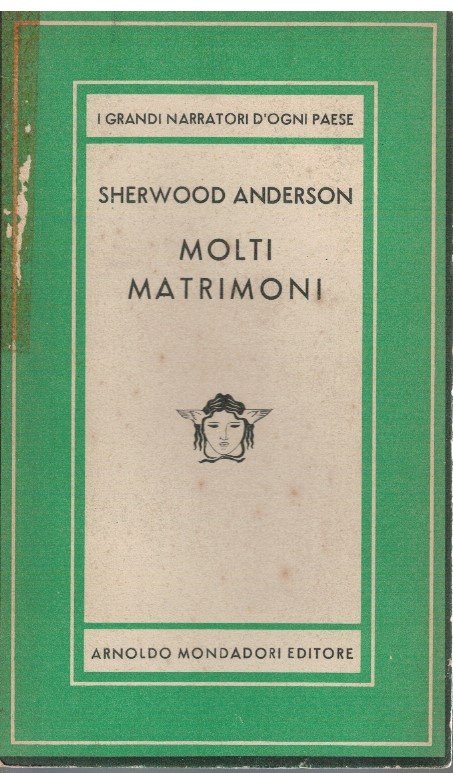 I GRANDI NARRATORI D'OGNI PAESE
SHERWOOD ANDERSON
MOLTI
MATRIMONI
ARNOLDO MONDADORI EDITORE